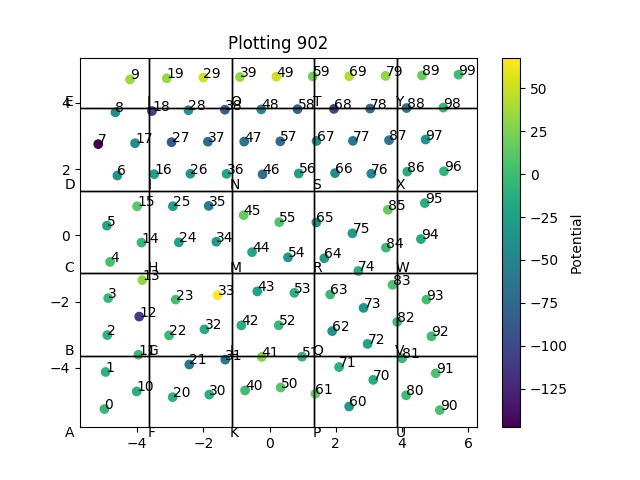 Plotting 902
9 19 29 39 49 59 69 79 89 99
E I O T Y
4 8 18 28 38 48 58 68 78 88 98
7 17 27 37 47 57 67 77 87 97
2 6 16 26 36 46 56 66 76 86 96
D N S X
15 25 35 45 55 65 75 85 95
0 5 14 24 34 44 54 64 74 84 94
4
C H M R W
13 83
−2 3 12 23 33 43 53 63 73 93
2 22 32 42 52 62 72 82 92
B G Q V
11 21 31 41 51 81
−4 1 71 91
0 10 20 30 40 50 60 61 70 80 90
A F K P U
−4 −2 0 2 4 6
50
25
0
−25
−50
−75
−100
−125
Potential